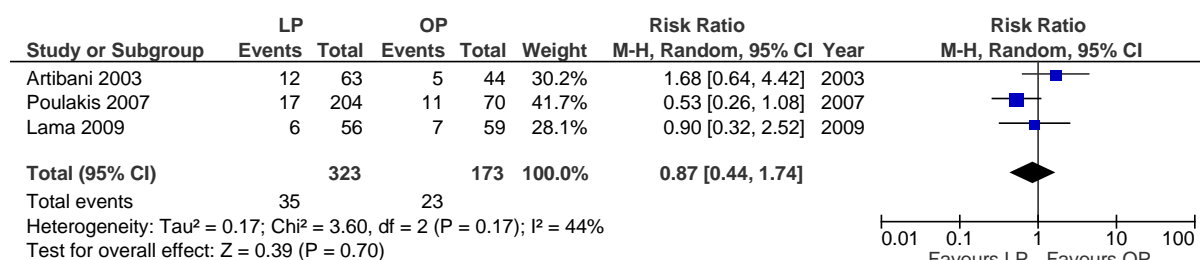 LP OP Risk Ratio Risk Ratio
Study or Subgroup Events Total Events Total Weight M-H, Random, 95% CI Year M-H, Random, 95% CI
Artibani 2003 12 63 5 44 30.2% 1.68 [0.64, 4.42] 2003
Poulakis 2007 17 204 11 70 41.7% 0.53 [0.26, 1.08] 2007
Lama 2009 6 56 7 59 28.1% 0.90 [0.32, 2.52] 2009
Total (95% CI) 323 173 100.0% 0.87 [0.44, 1.74]
Total events 35 23
Heterogeneity: Tau² = 0.17; Chi² = 3.60, df = 2 (P = 0.17); I² = 44%
Test for overall effect: Z = 0.39 (P = 0.70)
0.01 0.1 1 10 100
Favours LP Favours OP